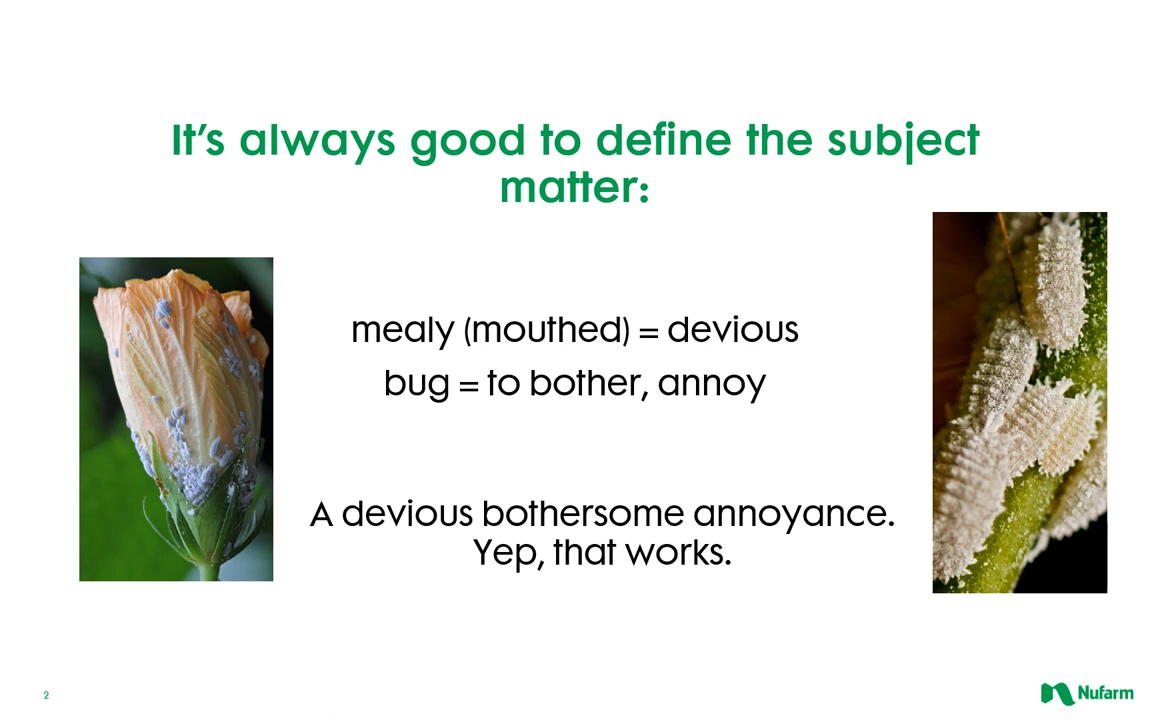 It’s always good to define the subject
matter:
mealy (mouthed) = devious
bug = to bother, annoy
A devious bothersome annoyance.
Yep, that works.
2
Nufarm